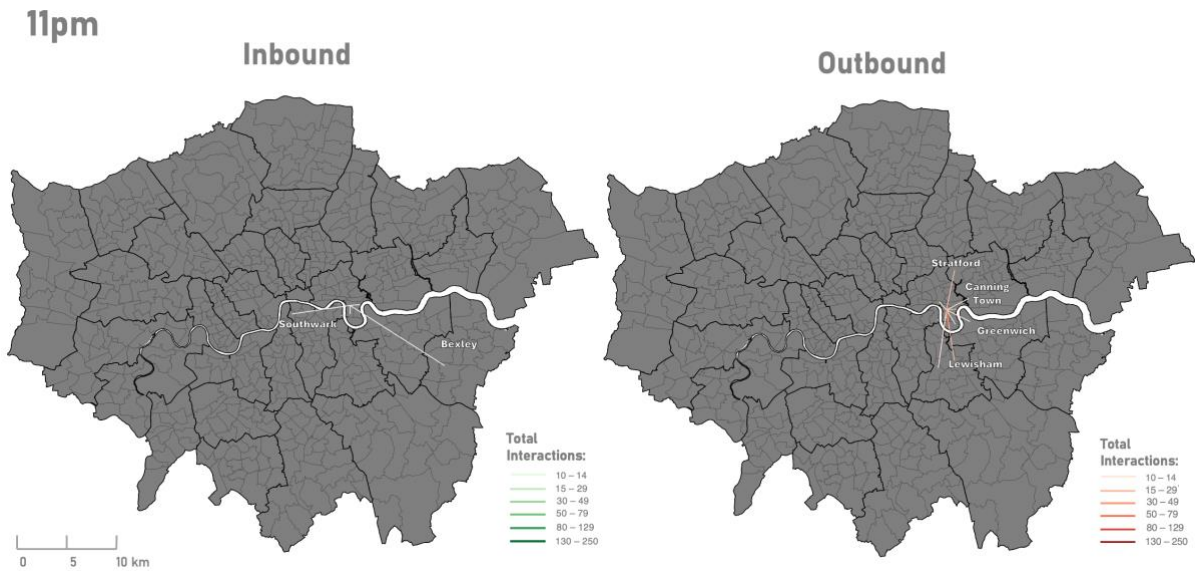 11pm
Inbound
Southwark
Bexley
Total
Interactions:
10 – 14
15 – 29
30 – 49
50 – 79
80 – 129
130 – 250
0 5 10 km
Outbound
Stratford
Canning
Town
Greenwich
Lewisham
Total
Interactions:
10 – 14
15 – 29
30 – 49
50 – 79
80 – 129
130 – 250